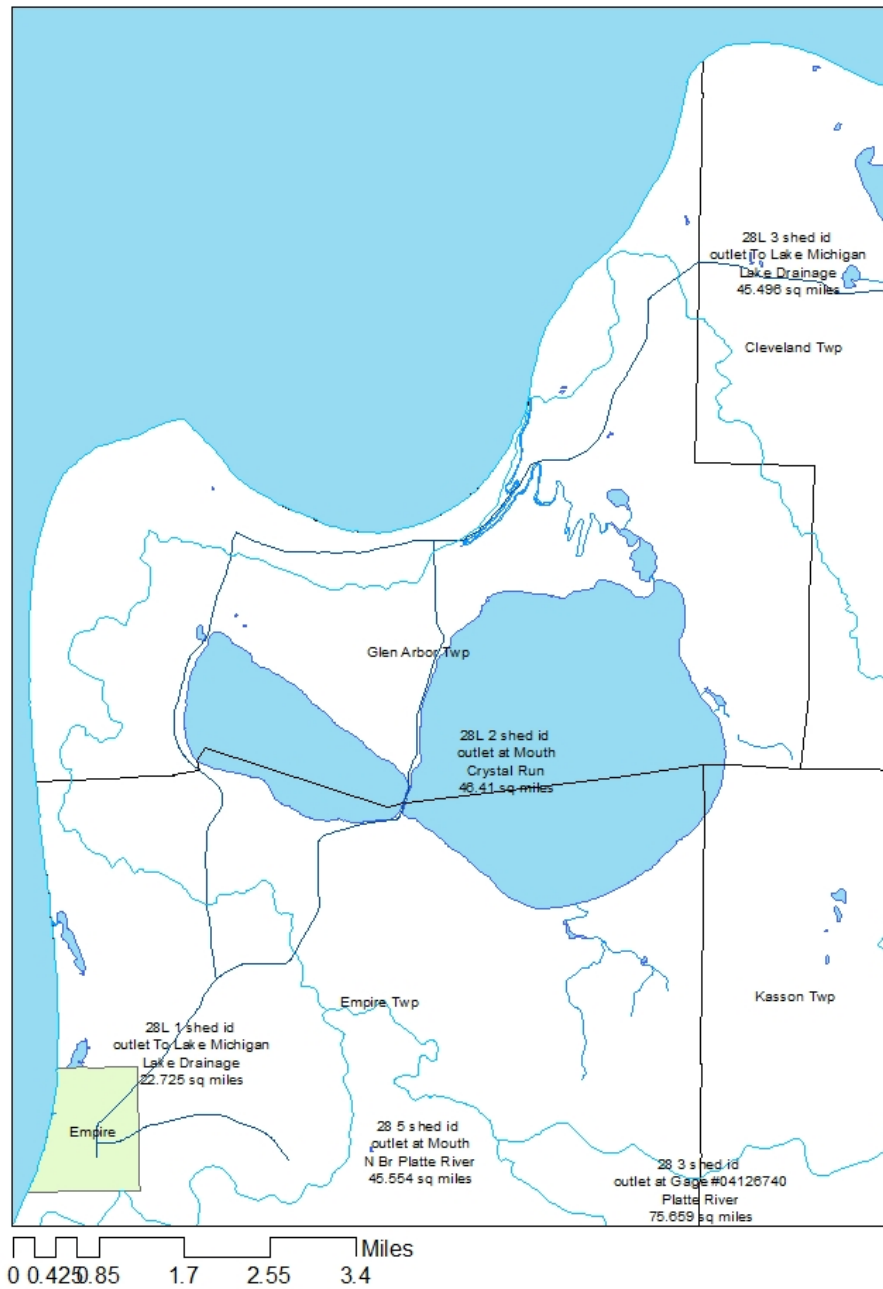 28L 3 shed id
outlet To Lake Michigan
Lake Drainage
45.496 sq miles
Cleveland Twp
Glen Arbor Twp
28L 2 shed id
outlet at Mouth
Crystal Run
46.41 sq miles
Empire Twp
Kasson Twp
28L 1 shed id
outlet To Lake Michigan
Lake Drainage
22.725 sq miles
Empire
28 5 shed id
outlet at Mouth
N Br Platte River
45.554 sq miles
28 3 shed id
outlet at Gage #04126740
Platte River
75.659 sq miles
Miles
0 0.425 0.85 1.7 2.55 3.4